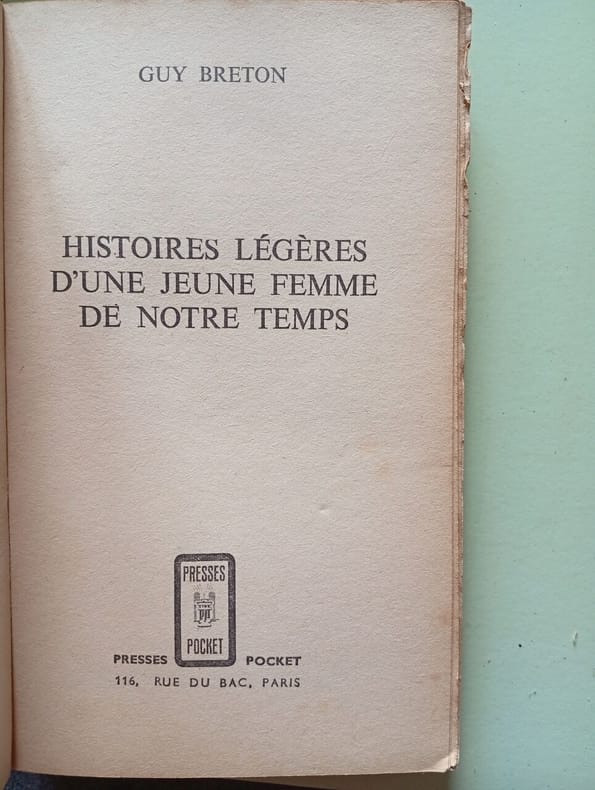 GUY BRETON
HISTOIRES LÉGÈRES
D'UNE JEUNE FEMME
DE NOTRE TEMPS
PRESSES
POCKET
PRESSES POCKET
116, RUE DU BAC, PARIS